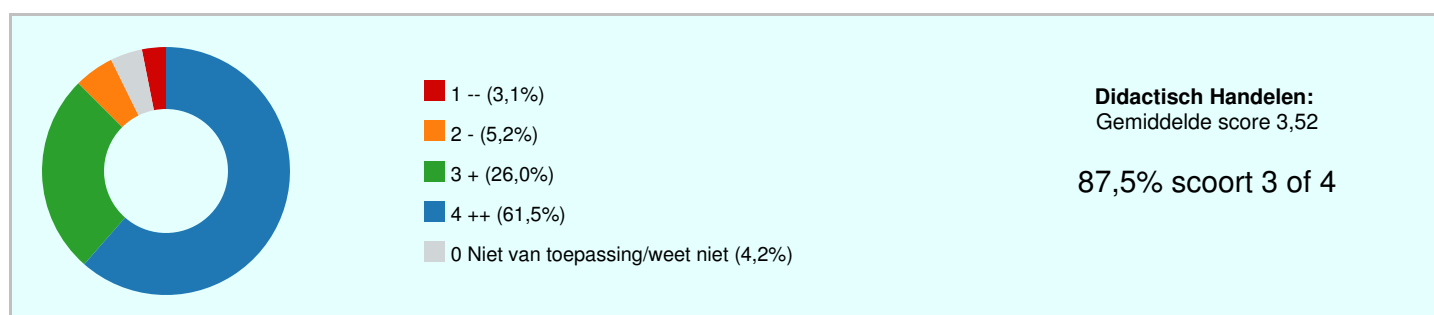 1 -- (3,1%)
2 - (5,2%)
3 + (26,0%)
4 ++ (61,5%)
0 Niet van toepassing/weet niet (4,2%)
Didactisch Handelen:
Gemiddelde score 3,52
87,5% scoort 3 of 4